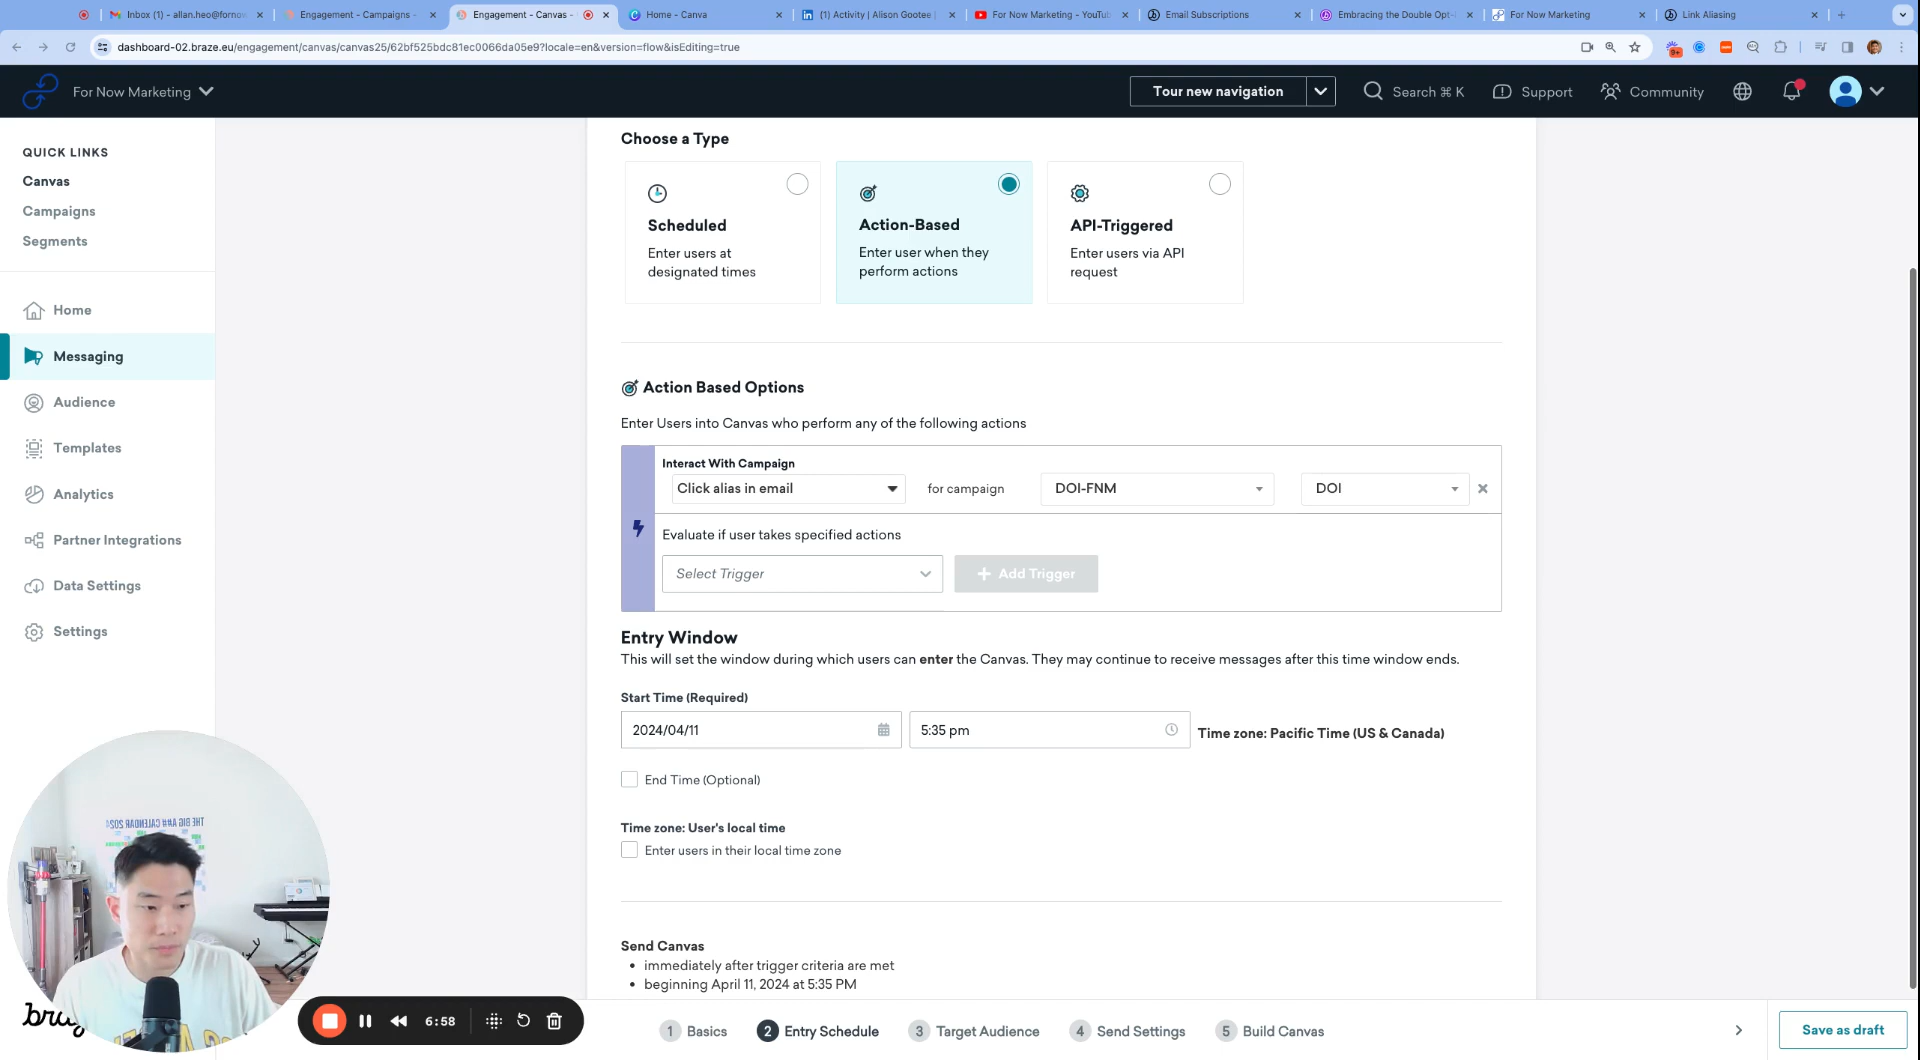 Inbox (1) - allan.heo@fornow
Engagement - Campaigns -
Engagement - Canvas -
Home - Canva
(1) Activity | Alison Gootee |
For Now Marketing - YouTub
Email Subscriptions
Embracing the Double Opt-
For Now Marketing
Link Aliasing
dashboard-02.braze.eu/engagement/canvas/canvas25/62bf525bdc81ec0066da05e9?locale=en&version=flow&isEditing=true
9+
For Now Marketing
Tour new navigation
Search ⌘ K
Support
Community
QUICK LINKS
Canvas
Campaigns
Segments
Home
Messaging
Audience
Templates
Analytics
Partner Integrations
Data Settings
Settings
Choose a Type
Scheduled
Enter users at
designated times
Action-Based
Enter user when they
perform actions
API-Triggered
Enter users via API
request
Action Based Options
Enter Users into Canvas who perform any of the following actions
Interact With Campaign
Click alias in email
for campaign
DOI-FNM
DOI
Evaluate if user takes specified actions
Select Trigger
Add Trigger
Entry Window
This will set the window during which users can enter the Canvas. They may continue to receive messages after this time window ends.
Start Time (Required)
2024/04/11
5:35 pm
Time zone: Pacific Time (US & Canada)
End Time (Optional)
Time zone: User's local time
Enter users in their local time zone
Send Canvas
• immediately after trigger criteria are met
• beginning April 11, 2024 at 5:35 PM
THE BIG A## CALENDAR 2024
6:58
1 Basics
2 Entry Schedule
3 Target Audience
4 Send Settings
5 Build Canvas
Save as draft